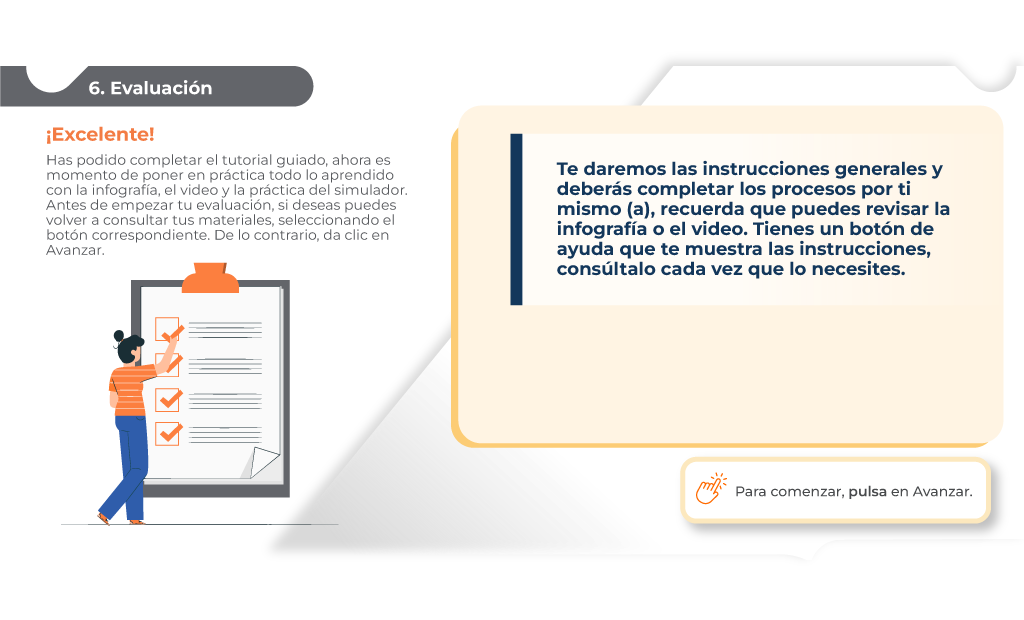 6. Evaluación
¡Excelente!
Has podido completar el tutorial guiado, ahora es
momento de poner en práctica todo lo aprendido
con la infografía, el video y la práctica del simulador.
Antes de empezar tu evaluación, si deseas puedes
volver a consultar tus materiales, seleccionando el
botón correspondiente. De lo contrario, da clic en
Avanzar.
Te daremos las instrucciones generales y
deberás completar los procesos por ti
mismo (a), recuerda que puedes revisar la
infografía o el video. Tienes un botón de
ayuda que te muestra las instrucciones,
consúltalo cada vez que lo necesites.
Para comenzar, pulsa en Avanzar.